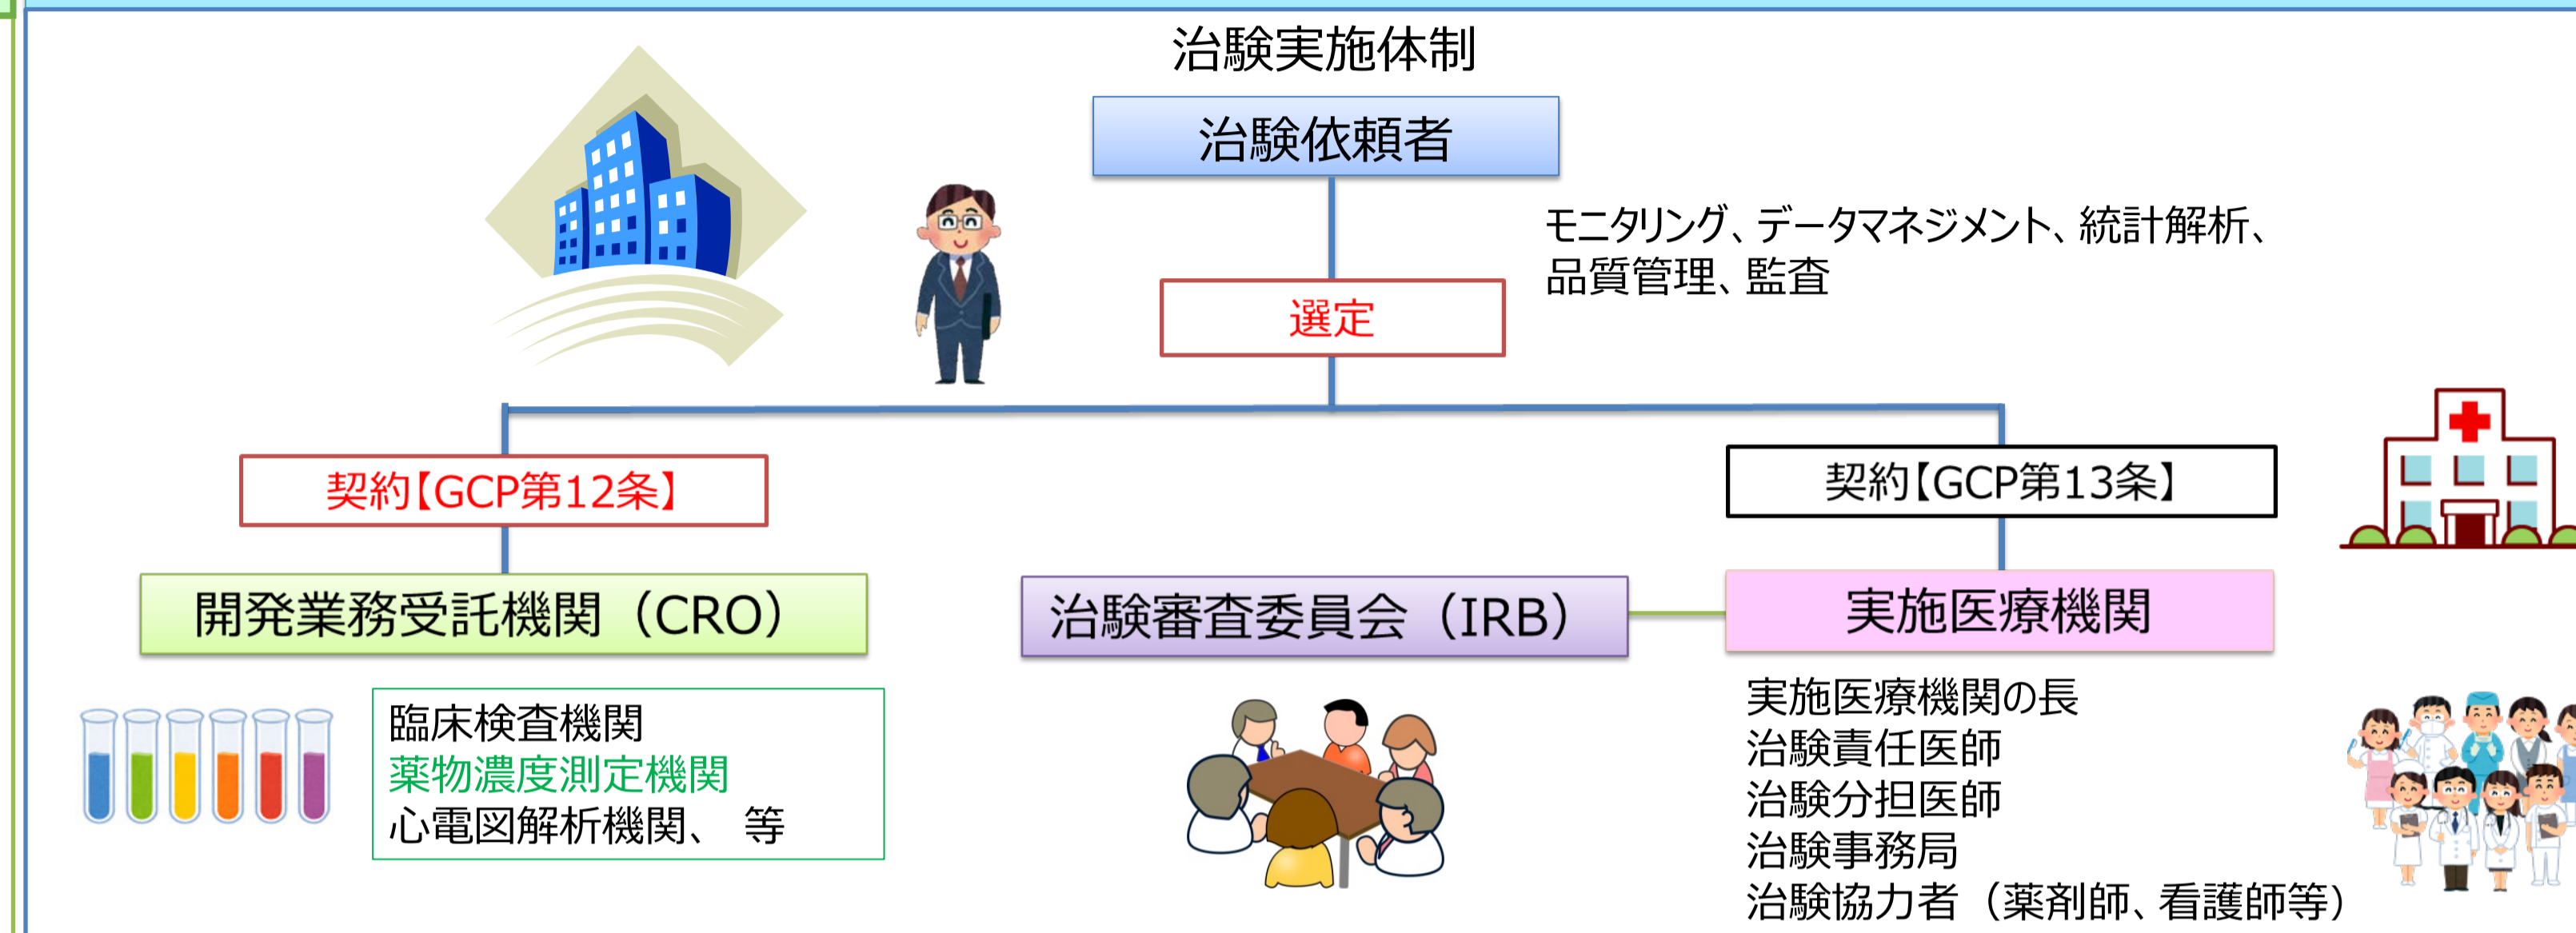 治験実施体制
治験依頼者
モニタリング、データマネジメント、統計解析、
品質管理、監査
選定
契約【GCP第12条】
契約【GCP第13条】
開発業務受託機関（CRO）
治験審査委員会（IRB）
実施医療機関
臨床検査機関
薬物濃度測定機関
心電図解析機関、 等
実施医療機関の長
治験責任医師
治験分担医師
治験事務局
治験協力者（薬剤師、看護師等）